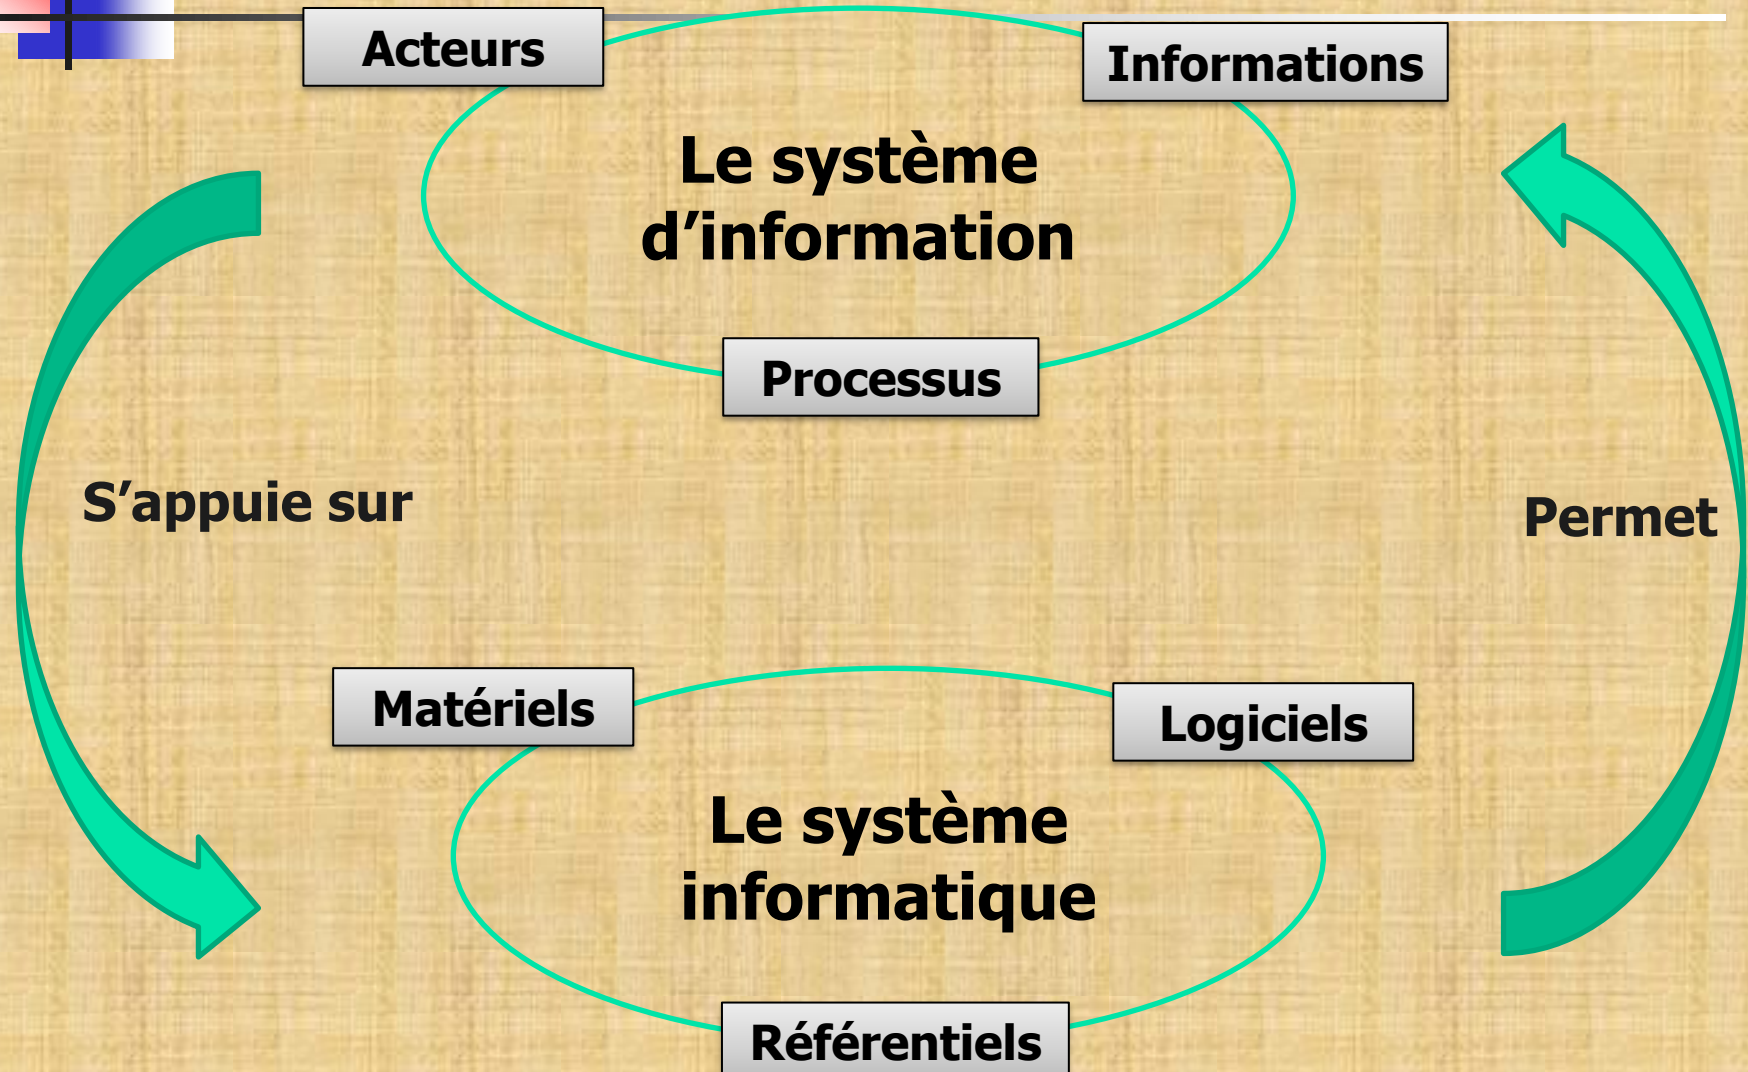 Acteurs
Informations
Le système
d’information
Processus
S’appuie sur
Permet
Matériels
Logiciels
Le système
informatique
Référentiels